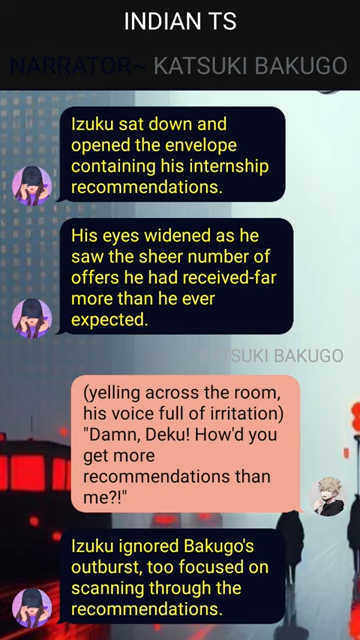 INDIAN TS
NARRATOR~ KATSUKI BAKUGO
Izuku sat down and
opened the envelope
containing his internship
recommendations.
His eyes widened as he
saw the sheer number of
offers he had received-far
more than he ever
expected.
KATSUKI BAKUGO
(yelling across the room,
his voice full of irritation)
"Damn, Deku! How'd you
get more
recommendations than
me?!"
Izuku ignored Bakugo's
outburst, too focused on
scanning through the
recommendations.